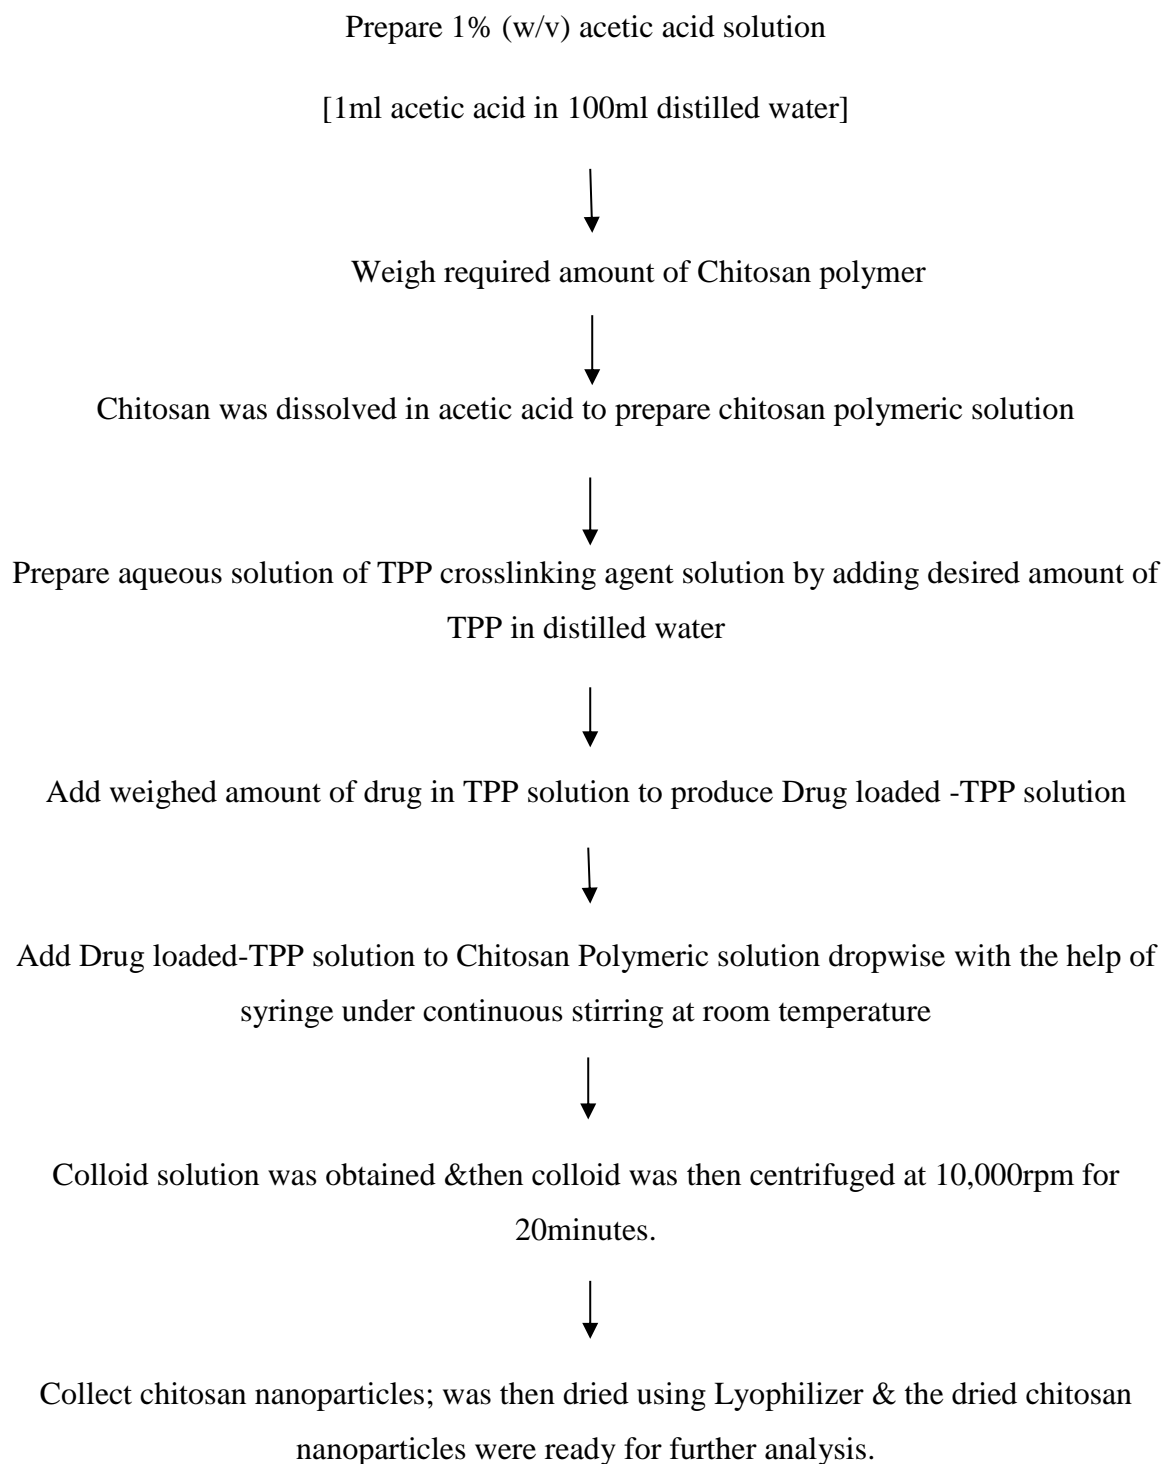 Prepare 1% (w/v) acetic acid solution
[1ml acetic acid in 100ml distilled water]
Weigh required amount of Chitosan polymer
Chitosan was dissolved in acetic acid to prepare chitosan polymeric solution
Prepare aqueous solution of TPP crosslinking agent solution by adding desired amount of
TPP in distilled water
Add weighed amount of drug in TPP solution to produce Drug loaded -TPP solution
Add Drug loaded-TPP solution to Chitosan Polymeric solution dropwise with the help of
syringe under continuous stirring at room temperature
Colloid solution was obtained &then colloid was then centrifuged at 10,000rpm for
20minutes.
Collect chitosan nanoparticles; was then dried using Lyophilizer & the dried chitosan
nanoparticles were ready for further analysis.